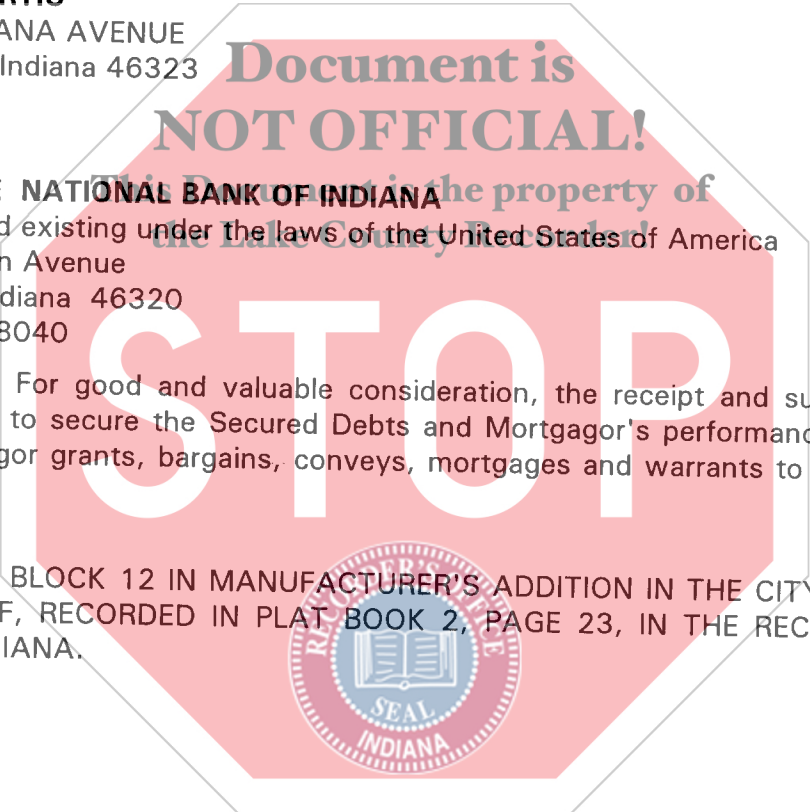 ANA AVENUE
Indiana 46323
Document is
NOT OFFICIAL!
This Document is the property of
the Lake County Recorder!
NATIONAL BANK OF INDIANA
existing under the laws of the United States of America
Avenue
46320
8040
STOP
For good and valuable consideration, the receipt and su
to secure the Secured Debts and Mortgagor's performanc
gor grants, bargains, conveys, mortgages and warrants to
BLOCK 12 IN MANUFACTURER'S ADDITION IN THE CITY
F, RECORDED IN PLAT BOOK 2, PAGE 23, IN THE REC
IANA.
RECORDER'S OFFICE
SEAL
INDIANA